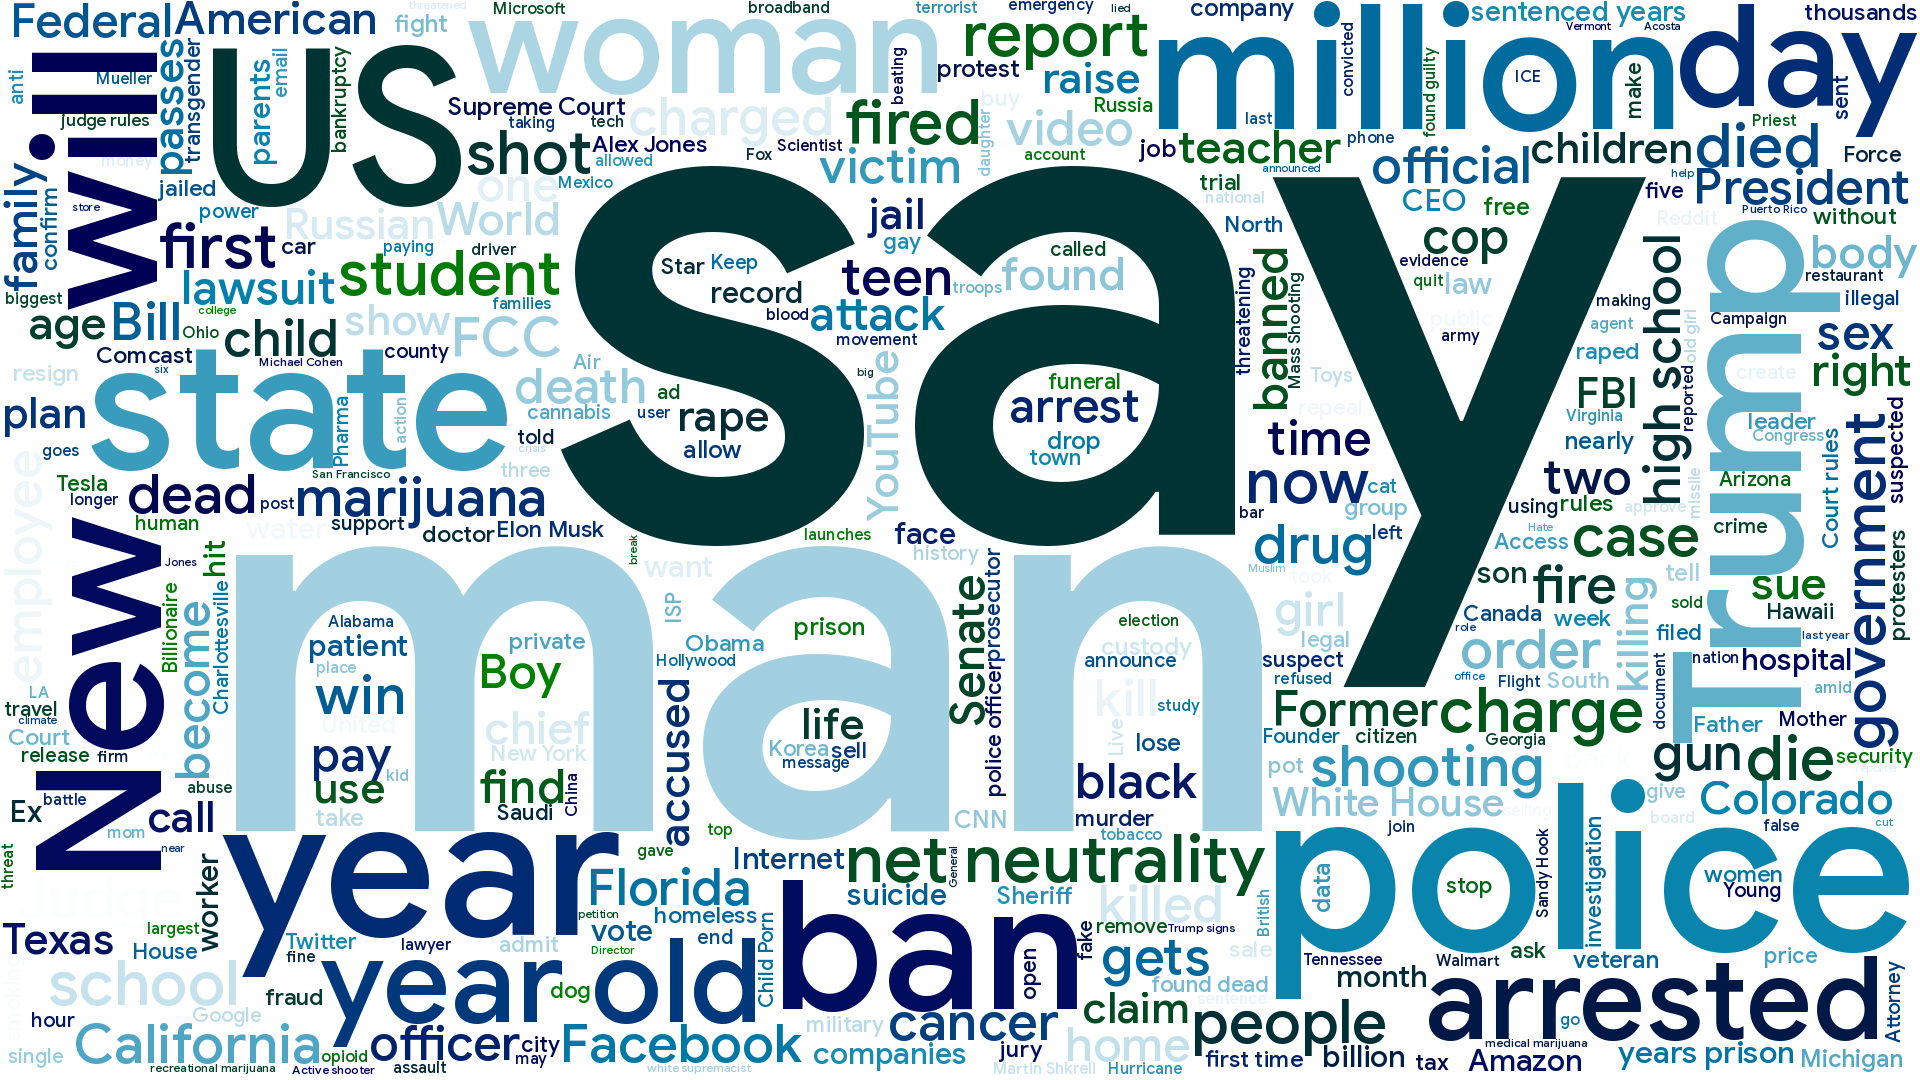 Federal
American
fight
threatened
Microsoft
woman
broadband
terrorist
emergency
lied
report
company
million
sentenced years
Vermont
Acosta
day
thousands
anti
Mueller
will
passes
transgender
US
parents
email
bankruptcy
Supreme Court
charged
beating
protest
raise
buy
Russia
convicted
ICE
found guilty
make
sent
judge rules
taking
tech
fired
video
last
phone
Priest
money
shot
Alex Jones
allowed
Fox
Scientist
victim
daughter
account
job
teacher
official
children
died
Force
family
confirm
store
jailed
power
one
Mexico
trial
announced
national
CEO
free
help
five
President
Reddit
Puerto Rico
without
first
car
Russian
World
paying
driver
jail
gay
called
North
cop
evidence
high school
Trump
body
restaurant
biggest
lawsuit
student
families
say
Star
Keep
record
blood
teen
troops
found
threatening
banned
Mass Shooting
quit
law
making
illegal
age
Bill
college
Ohio
child
show
FCC
attack
movement
public
army
agent
old girl
Campaign
sex
Comcast
six
Michael Cohen
county
Air
big
raped
reported
create
right
resign
state
death
ad
YouTube
funeral
Toys
FBI
plan
Pharma
action
cannabis
user
rape
arrest
repeal
Virginia
leader
Congress
goes
told
crisis
allow
drop
town
time
nearly
government
suspected
employee
San Francisco
three
Tesla
longer
dead
post
marijuana
now
cat
group
two
missile
Arizona
Court rules
human
water
support
doctor
Elon Musk
launches
face
bar
using
rules
approve
crime
New
Jones
hit
break
want
history
drug
left
Hate
Access
case
protesters
Billionaire
become
Charlottesville
man
ISP
Senate
police officer
prosecutor
Muslim
took
son
fire
killing
tell
sue
Alabama
patient
place
private
Obama
prison
election
girl
legal
Canada
week
role
sold
Hawaii
filed
last year
Boy
Hollywood
custody
announce
suspect
refused
order
office
nation
hospital
LA
travel
climate
win
United
chief
accused
life
kill
study
Former
Flight
South
charge
document
amid
Court
release
firm
New York
Korea
sell
message
Live
lose
Founder
citizen
Georgia
Father
Mother
pay
kid
find
China
black
pot
shooting
gun
die
security
Ex
battle
abuse
use
Saudi
take
CNN
murder
White House
selling
give
board
Colorado
mom
call
near
top
tobacco
join
police
false
cut
threat
Judge
worker
year
gave
Internet
General
net neutrality
data
stop
Sandy Hook
investigation
women
Young
Florida
suicide
Sheriff
killed
British
Texas
largest
House
Twitter
fine
lawyer
admit
petition
homeless
vote
Director
end
Child Porn
ban
open
fake
remove
Trump signs
sale
Tennessee
Walmart
ask
veteran
price
school
Google
fraud
year old
dog
gets
found dead
sentence
month
arrested
Attorney
smoking
hour
single
California
opioid
officer
city
may
Facebook
military
cancer
claim
people
go
recreational marijuana
Active shooter
assault
white supremacist
companies
jury
home
Martin Shkreli
Hurricane
first time
billion
tax
medical marijuana
Amazon
years prison
Michigan